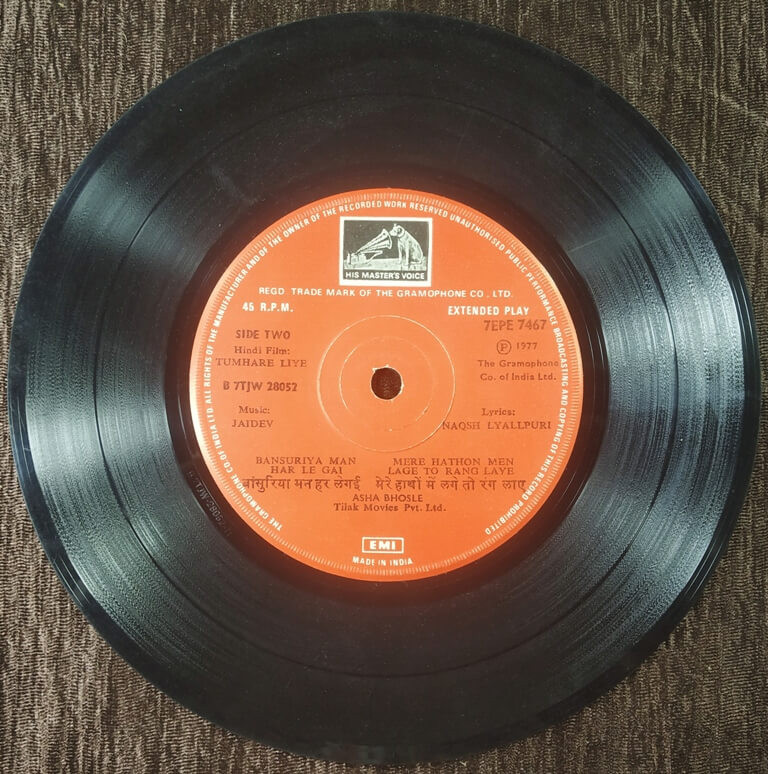 THE GRAMOPHONE CO. OF INDIA LTD. ALL RIGHTS OF THE MANUFACTURER AND OF THE OWNER OF THE RECORDED WORK RESERVED UNAUTHORISED PUBLIC PERFORMANCE BROADCASTING AND COPYING OF THIS RECORD PROHIBITED
HIS MASTER'S VOICE
REGD. TRADE MARK OF THE GRAMOPHONE CO. LTD.
45 R.P.M.
EXTENDED PLAY
7EPE 7467
SIDE TWO
Ⓟ 1977
Hindi Film:
TUMHARE LIYE
The Gramophone
Co. of India Ltd.
B 7TJW 28052
Music:
JAIDEV
Lyrics:
NAQSH LYALLPURI
BANSURIYA MAN
HAR LE GAI
MERE HATHON MEN
LAGE TO RANG LAYE
बांसुरिया मन हर लेगई
मेरे हाथों में लगे तो रंग लाए
ASHA BHOSLE
Tilak Movies Pvt. Ltd.
EMI
MADE IN INDIA